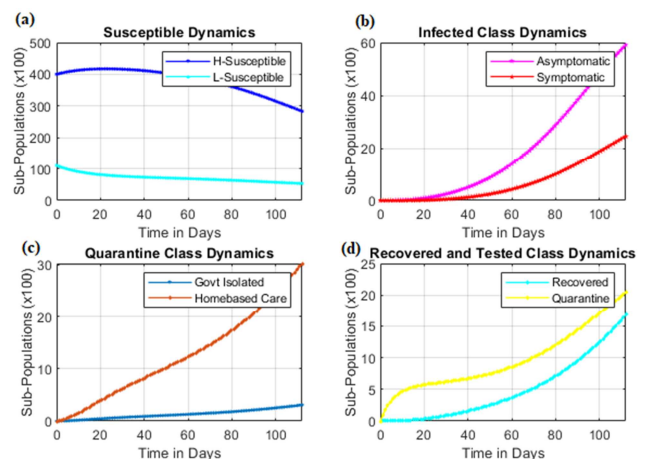 (a)
Susceptible Dynamics
500
400
300
200
100
0
Sub-Populations (x100)
H-Susceptible
L-Susceptible
0 20 40 60 80 100
Time in Days
(b)
Infected Class Dynamics
60
40
20
0
Sub-Populations (x100)
Asymptomatic
Symptomatic
0 20 40 60 80 100
Time in Days
(c)
Quarantine Class Dynamics
30
20
10
0
Sub-Populations (x100)
Govt Isolated
Homebased Care
0 20 40 60 80 100
Time in Days
(d)
Recovered and Tested Class Dynamics
25
20
15
10
5
0
Sub-Populations (x100)
Recovered
Quarantine
0 20 40 60 80 100
Time in Days